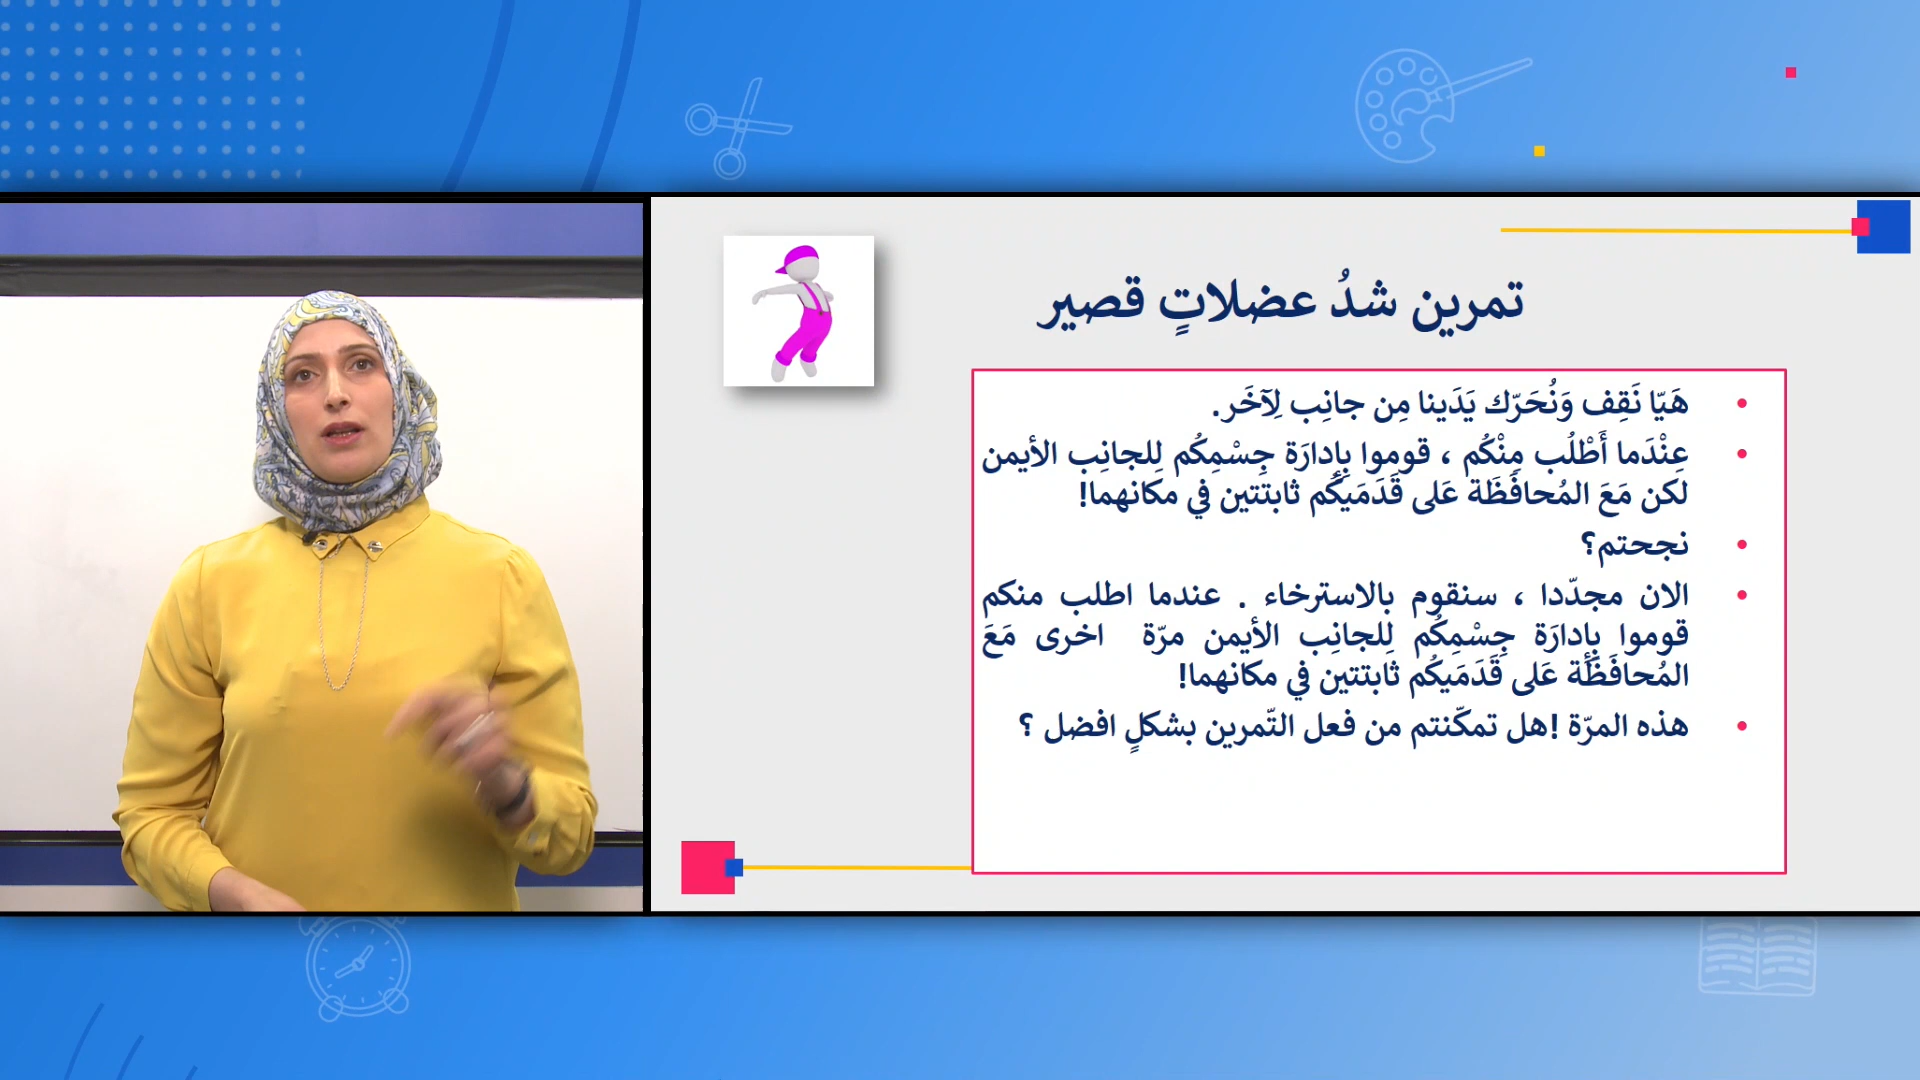 تمرين شدُ عضلاتٍ قصير
• هَيّا نَقِف وَنُحَرّك يَدَينا مِن جانِب لِآخَر.
• عِنْدَما أَطْلُب مِنْكُم ، قوموا بِإدارَة جِسْمِكُم لِلجانِب الأيمن
لكن مَعَ المُحافَظَة عَلى قَدَمَيكُم ثابتتين في مكانهما!
• نجحتم؟
• الان مجدّدا ، سنقوم بالاسترخاء . عندما اطلب منكم
قوموا بِإدارَة جِسْمِكُم لِلجانِب الأيمن مرّة اخرى مَعَ
المُحافَظَة عَلى قَدَمَيكُم ثابتتين في مكانهما!
• هذه المرّة !هل تمكّنتم من فعل التّمرين بشكلٍ افضل ؟